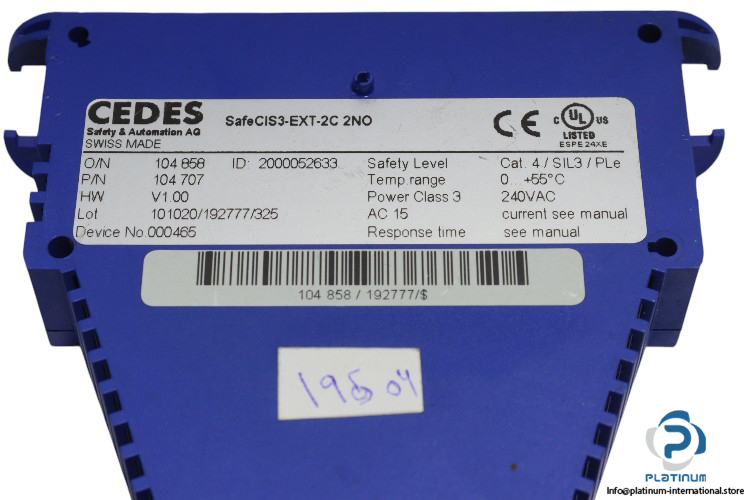 CEDES SafeCIS3-EXT-2C 2NO
Safety & Automation AG
SWISS MADE
CE
C UL US
LISTED
ESPE 24XE
O/N 104 858 ID: 2000052633 Safety Level Cat. 4 / SIL3 / PLe
P/N 104 707 Temp.range 0... +55°C
HW V1.00 Power Class 3 240VAC
Lot 101020/192777/325 AC 15 current see manual
Device No.000465 Response time see manual
104 858 / 192777/$
PLATINUM
Info@platinum-international.store